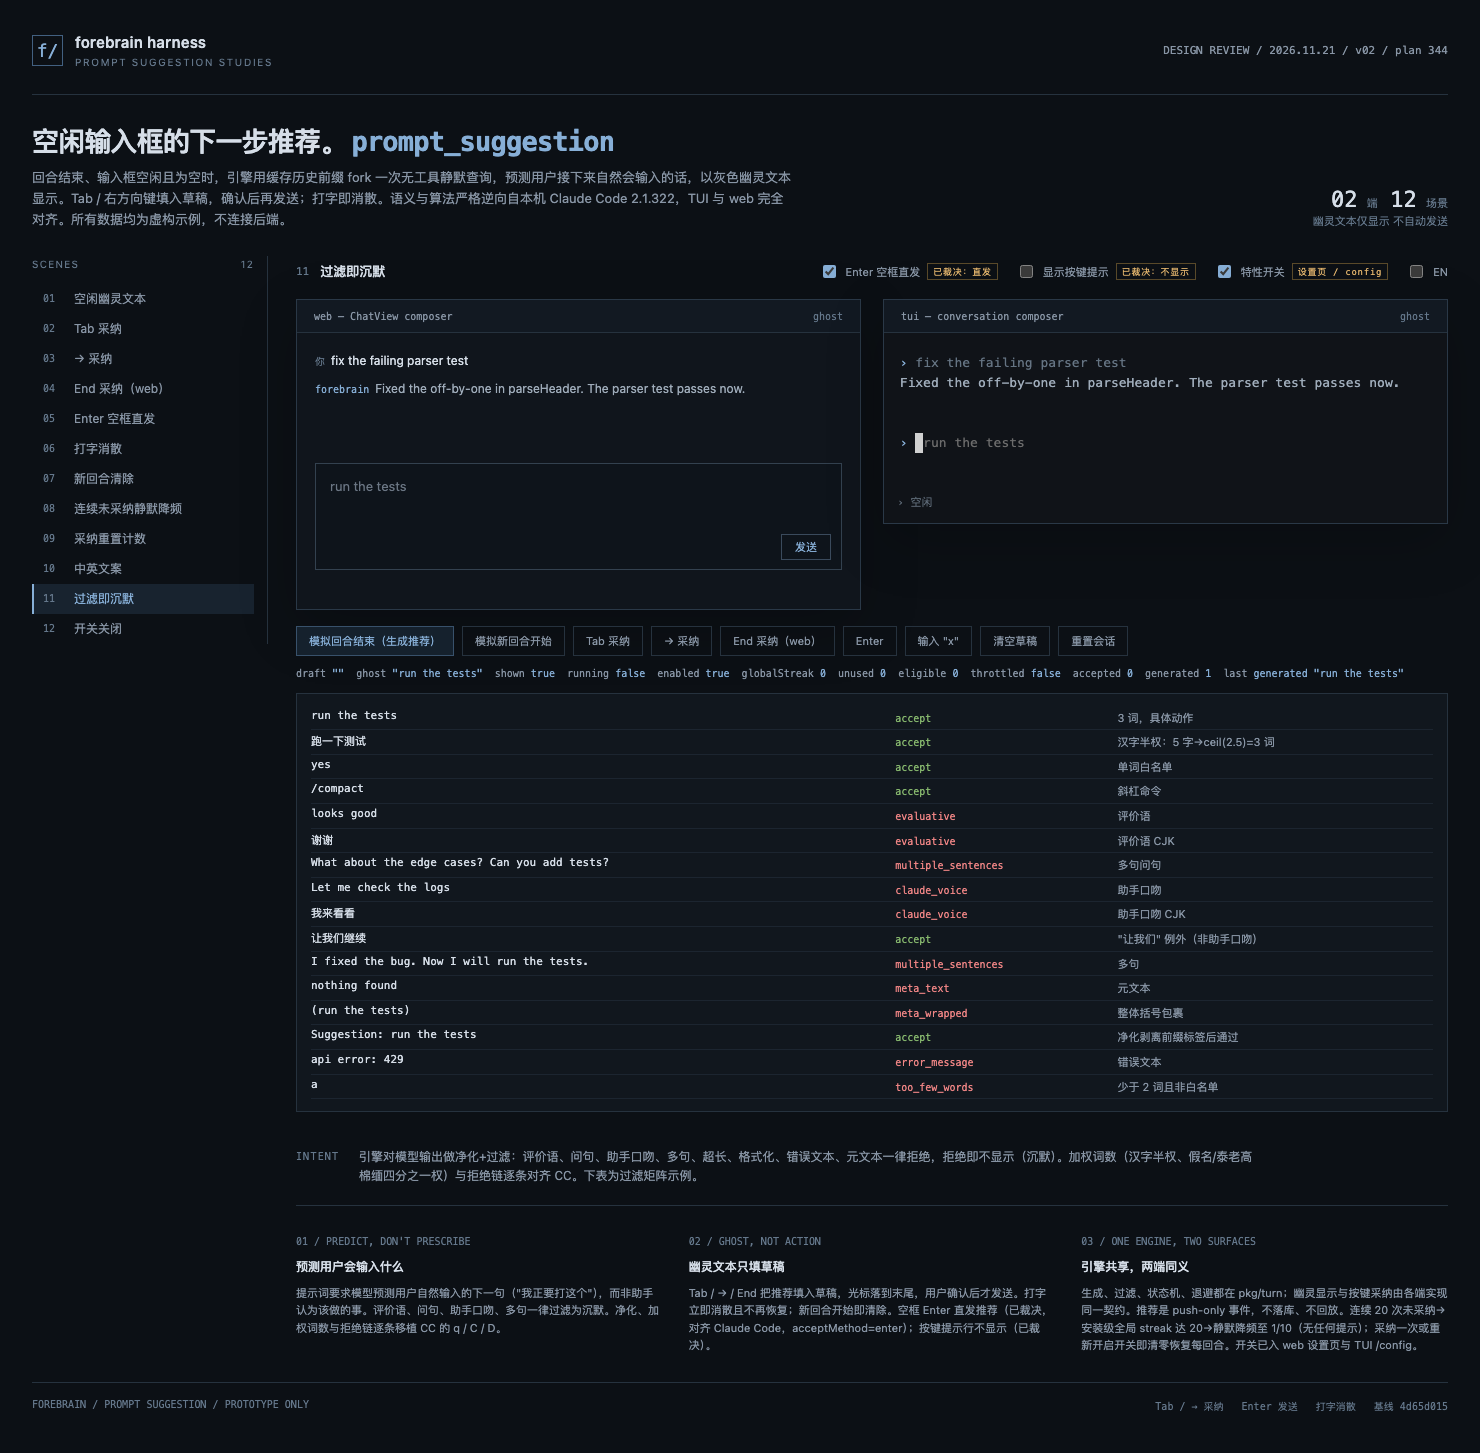 f/
forebrain harness
PROMPT SUGGESTION STUDIES
DESIGN REVIEW / 2026.11.21 / v02 / plan 344
空闲输入框的下一步推荐。prompt_suggestion
回合结束、输入框空闲且为空时，引擎用缓存历史前缀 fork 一次无工具静默查询，预测用户接下来自然会输入的话，以灰色幽灵文本
显示。Tab / 右方向键填入草稿，确认后再发送；打字即消散。语义与算法严格逆向自本机 Claude Code 2.1.322，TUI 与 web 完全
对齐。所有数据均为虚构示例，不连接后端。
02 端 12 场景
幽灵文本仅显示 不自动发送
SCENES 12
01 空闲幽灵文本
02 Tab 采纳
03 → 采纳
04 End 采纳（web）
05 Enter 空框直发
06 打字消散
07 新回合清除
08 连续未采纳静默降频
09 采纳重置计数
10 中英文案
11 过滤即沉默
12 开关关闭
11 过滤即沉默
Enter 空框直发 已裁决：直发
显示按键提示 已裁决：不显示
特性开关 设置页 / config
EN
web — ChatView composer ghost
你 fix the failing parser test
forebrain Fixed the off-by-one in parseHeader. The parser test passes now.
run the tests
发送
tui — conversation composer ghost
› fix the failing parser test
Fixed the off-by-one in parseHeader. The parser test passes now.
› run the tests
› 空闲
模拟回合结束（生成推荐） 模拟新回合开始 Tab 采纳 → 采纳 End 采纳（web） Enter 输入 "x" 清空草稿 重置会话
draft "" ghost "run the tests" shown true running false enabled true globalStreak 0 unused 0 eligible 0 throttled false accepted 0 generated 1 last generated "run the tests"
run the tests accept 3 词，具体动作
跑一下测试 accept 汉字半权：5 字→ceil(2.5)=3 词
yes accept 单词白名单
/compact accept 斜杠命令
looks good evaluative 评价语
谢谢 evaluative 评价语 CJK
What about the edge cases? Can you add tests? multiple_sentences 多句问句
Let me check the logs claude_voice 助手口吻
我来看看 claude_voice 助手口吻 CJK
让我们继续 accept "让我们" 例外（非助手口吻）
I fixed the bug. Now I will run the tests. multiple_sentences 多句
nothing found meta_text 元文本
(run the tests) meta_wrapped 整体括号包裹
Suggestion: run the tests accept 净化剥离前缀标签后通过
api error: 429 error_message 错误文本
a too_few_words 少于 2 词且非白名单
INTENT 引擎对模型输出做净化+过滤：评价语、问句、助手口吻、多句、超长、格式化、错误文本、元文本一律拒绝，拒绝即不显示（沉默）。加权词数（汉字半权、假名/泰老高
棉缅四分之一权）与拒绝链逐条对齐 CC。下表为过滤矩阵示例。
01 / PREDICT, DON'T PRESCRIBE
预测用户会输入什么
提示词要求模型预测用户自然输入的下一句（"我正要打这个"），而非助手
认为该做的事。评价语、问句、助手口吻、多句一律过滤为沉默。净化、加
权词数与拒绝链逐条移植 CC 的 q / C / D。
02 / GHOST, NOT ACTION
幽灵文本只填草稿
Tab / → / End 把推荐填入草稿，光标落到末尾，用户确认后才发送。打字
立即消散且不再恢复；新回合开始即清除。空框 Enter 直发推荐（已裁决，
对齐 Claude Code，acceptMethod=enter）；按键提示行不显示（已裁
决）。
03 / ONE ENGINE, TWO SURFACES
引擎共享，两端同义
生成、过滤、状态机、退避都在 pkg/turn；幽灵显示与按键采纳由各端实现
同一契约。推荐是 push-only 事件，不落库、不回放。连续 20 次未采纳→
安装级全局 streak 达 20→静默降频至 1/10（无任何提示）；采纳一次或重
新开启开关即清零恢复每回合。开关已入 web 设置页与 TUI /config。
FOREBRAIN / PROMPT SUGGESTION / PROTOTYPE ONLY
Tab / → 采纳 Enter 发送 打字消散 基线 4d65d015